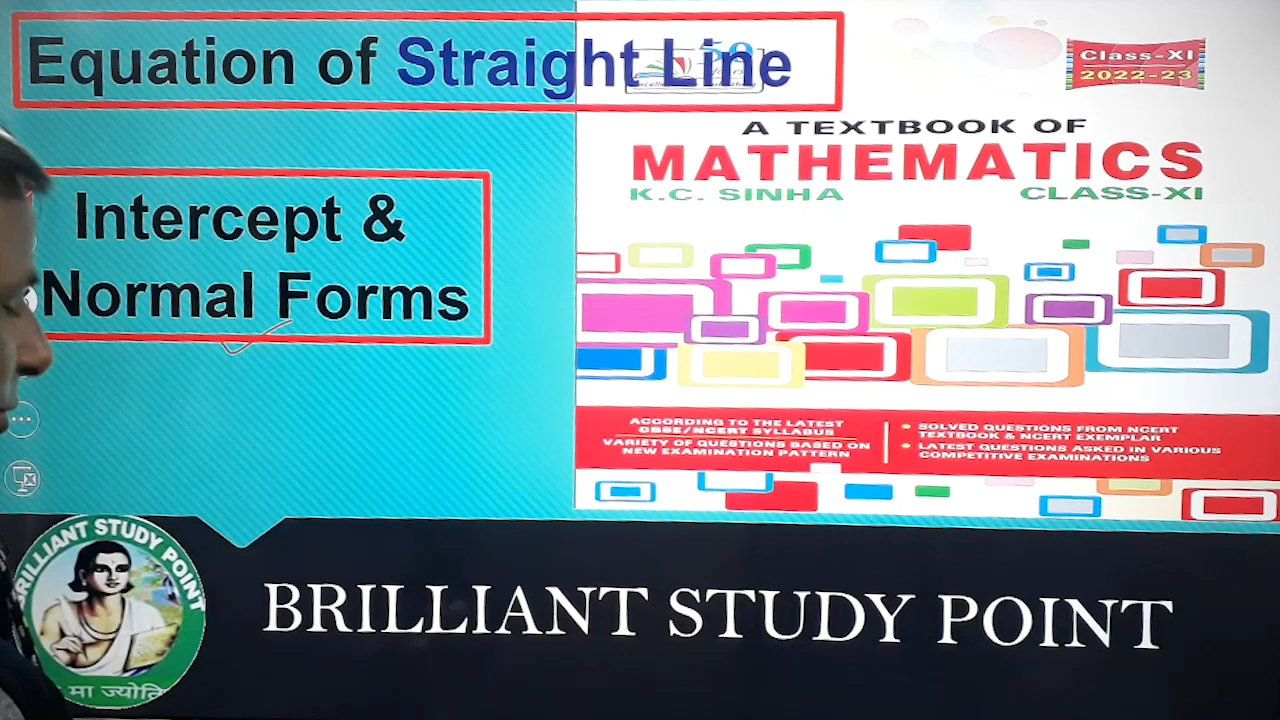 Equation of Straight Line
Intercept &
Normal Forms
50
Class-XI
2022-23
A TEXTBOOK OF
MATHEMATICS
K.C. SINHA
CLASS-XI
ACCORDING TO THE LATEST
CBSE/NCERT SYLLABUS
VARIETY OF QUESTIONS BASED ON
NEW EXAMINATION PATTERN
SOLVED QUESTIONS FROM NCERT
TEXTBOOK & NCERT EXEMPLAR
LATEST QUESTIONS ASKED IN VARIOUS
COMPETITIVE EXAMINATIONS
BRILLIANT STUDY POINT
मा ज्योति
BRILLIANT STUDY POINT